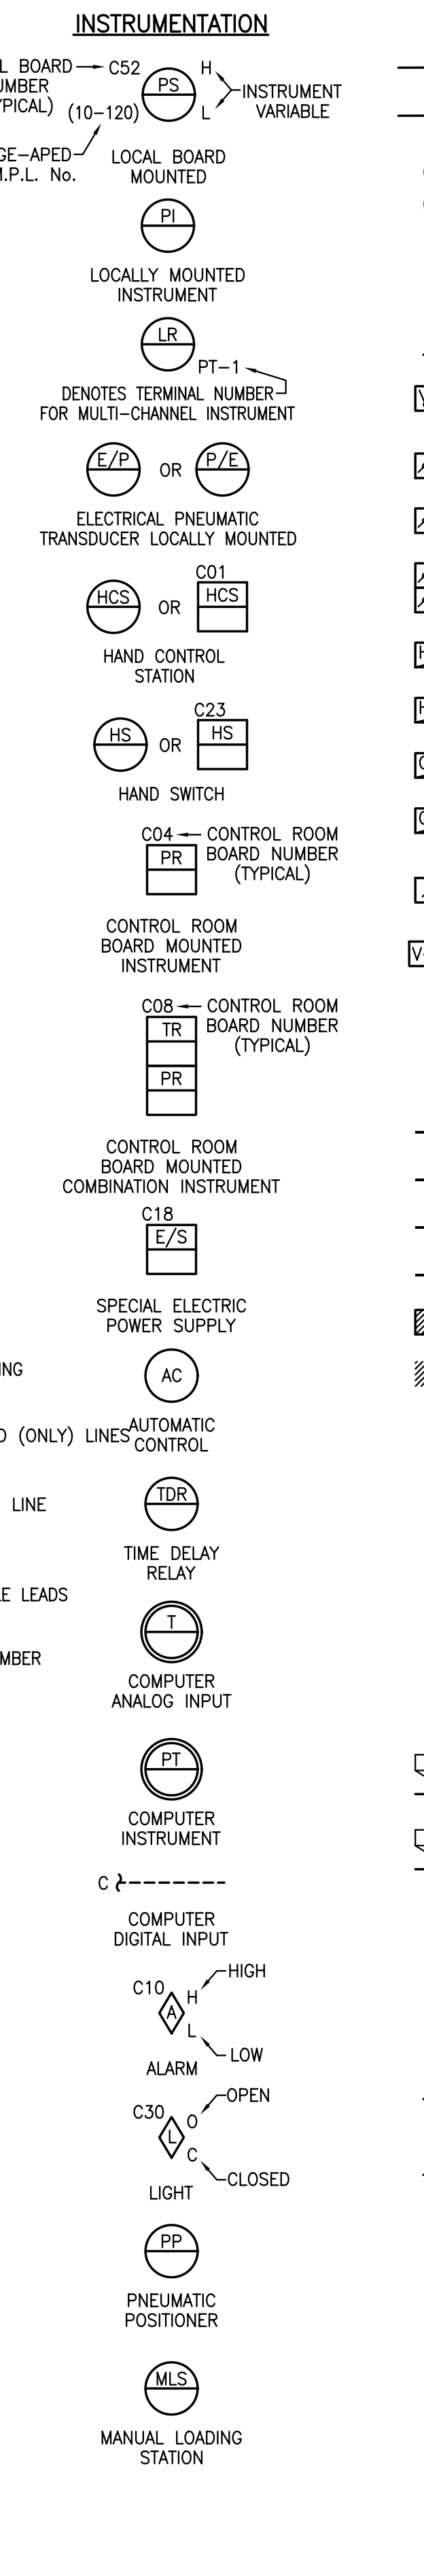 INSTRUMENTATION
L BOARD
UMBER
YPICAL)
C52
PS
H
L
INSTRUMENT
VARIABLE
(10-120)
GE-APED
M.P.L. No.
LOCAL BOARD
MOUNTED
PI
LOCALLY MOUNTED
INSTRUMENT
LR
PT-1
DENOTES TERMINAL NUMBER
FOR MULTI-CHANNEL INSTRUMENT
E/P OR P/E
ELECTRICAL PNEUMATIC
TRANSDUCER LOCALLY MOUNTED
C01
HCS OR HCS
HAND CONTROL
STATION
C23
HS OR HS
HAND SWITCH
C04
PR
CONTROL ROOM
BOARD NUMBER
(TYPICAL)
CONTROL ROOM
BOARD MOUNTED
INSTRUMENT
C08
TR
PR
CONTROL ROOM
BOARD NUMBER
(TYPICAL)
CONTROL ROOM
BOARD MOUNTED
COMBINATION INSTRUMENT
C18
E/S
SPECIAL ELECTRIC
POWER SUPPLY
NG
AC
O (ONLY) LINES
AUTOMATIC
CONTROL
LINE
TDR
TIME DELAY
RELAY
LE LEADS
T
MBER
COMPUTER
ANALOG INPUT
PT
COMPUTER
INSTRUMENT
C
COMPUTER
DIGITAL INPUT
HIGH
C10
A
H
L
LOW
ALARM
OPEN
C30
L
O
C
CLOSED
LIGHT
PP
PNEUMATIC
POSITIONER
MLS
MANUAL LOADING
STATION